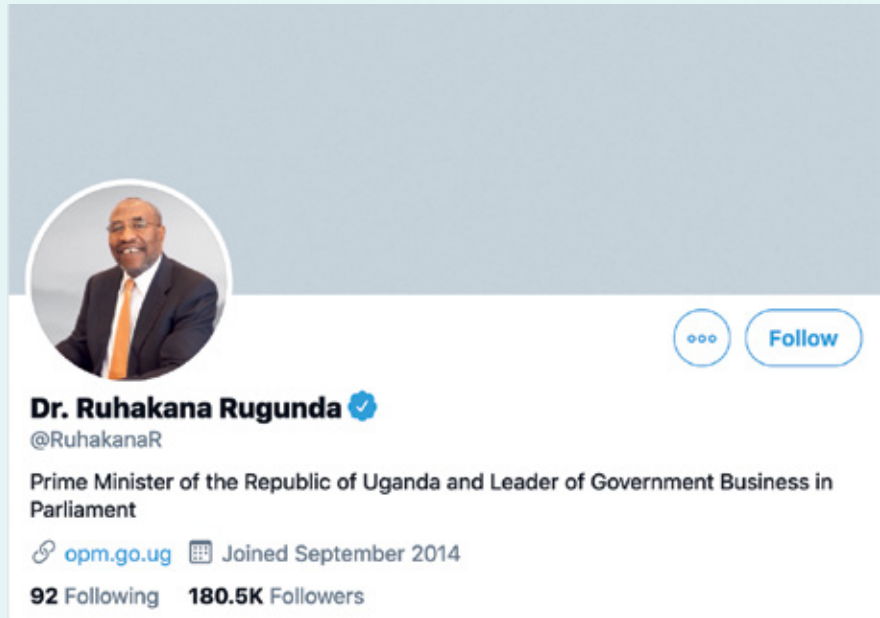 Follow
Dr. Ruhakana Rugunda
@RuhakanaR
Prime Minister of the Republic of Uganda and Leader of Government Business in
Parliament
opm.go.ug Joined September 2014
92 Following 180.5K Followers